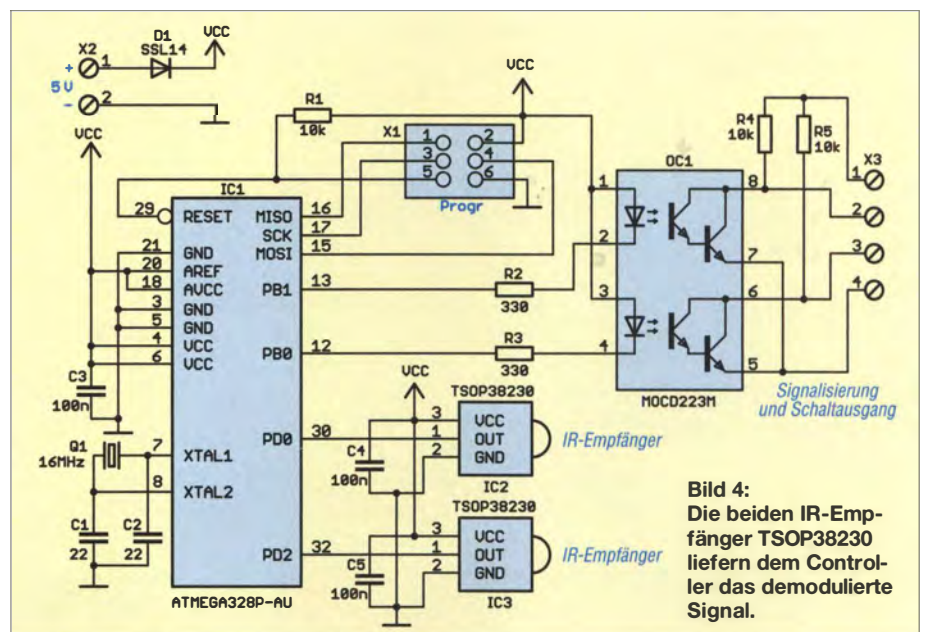 X2
D1
SSL14
VCC
+ 1
5 V
- 2
VCC
R1
10k
VCC
X1
1 2
3 4
5 6
Progr
IC1
29 RESET
MISO 16
SCK 17
MOSI 15
21 GND
20 AREF
18 AVCC
3 GND
5 GND
4 VCC
6 VCC
PB1 13
PB0 12
PD0 30
PD2 32
7 XTAL1
8 XTAL2
ATMEGA328P-AU
C3
100n
Q1
16MHz
C1
22
C2
22
R2
330
R3
330
OC1
1
2
3
4
8
7
6
5
MOCD223M
R4
10k
R5
10k
X3
1
2
3
4
Signalisierung
und Schaltausgang
VCC
C4
100n
TSOP38230
3 VCC
1 OUT
2 GND
IC2
IR-Empfänger
C5
100n
TSOP38230
3 VCC
1 OUT
2 GND
IC3
IR-Empfänger
Bild 4:
Die beiden IR-Emp-
fänger TSOP38230
liefern dem Control-
ler das demodulierte
Signal.